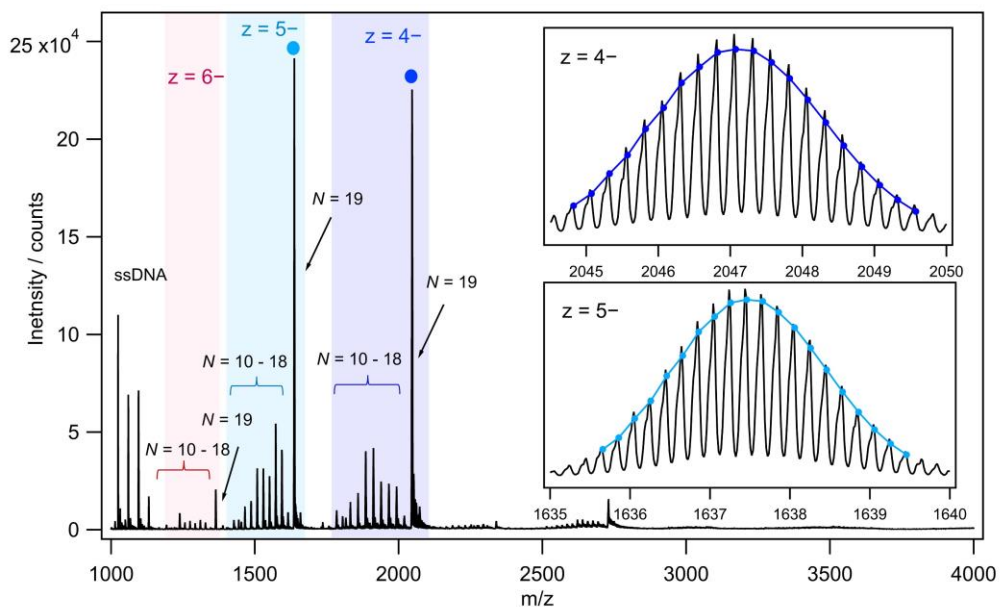 25 x10⁴
20
15
10
5
0
Inetnsity / counts
1000
1500
2000
2500
3000
3500
4000
m/z
ssDNA
z = 6−
z = 5−
z = 4−
N = 19
N = 19
N = 10 - 18
N = 10 - 18
N = 19
N = 10 - 18
z = 4−
2045
2046
2047
2048
2049
2050
z = 5−
1635
1636
1637
1638
1639
1640